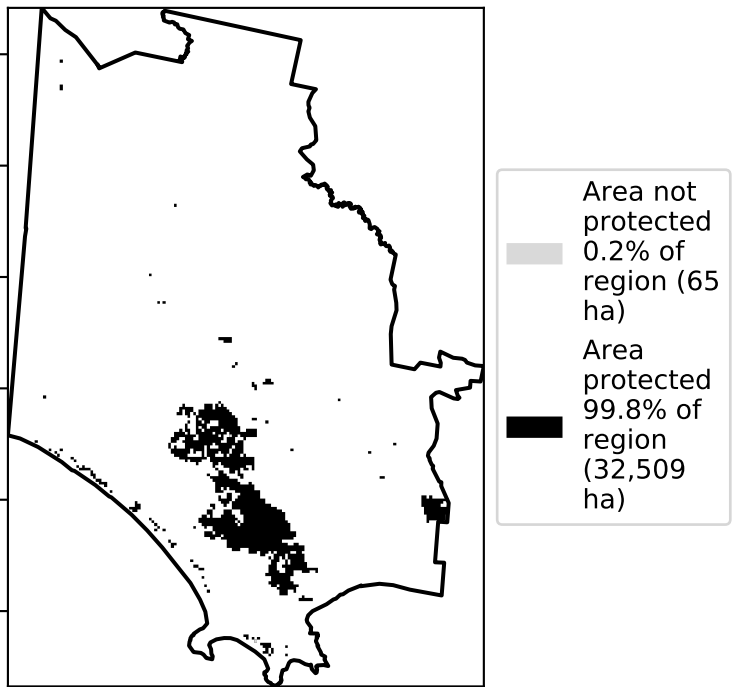 Area not
protected
0.2% of
region (65
ha)
Area
protected
99.8% of
region
(32,509
ha)